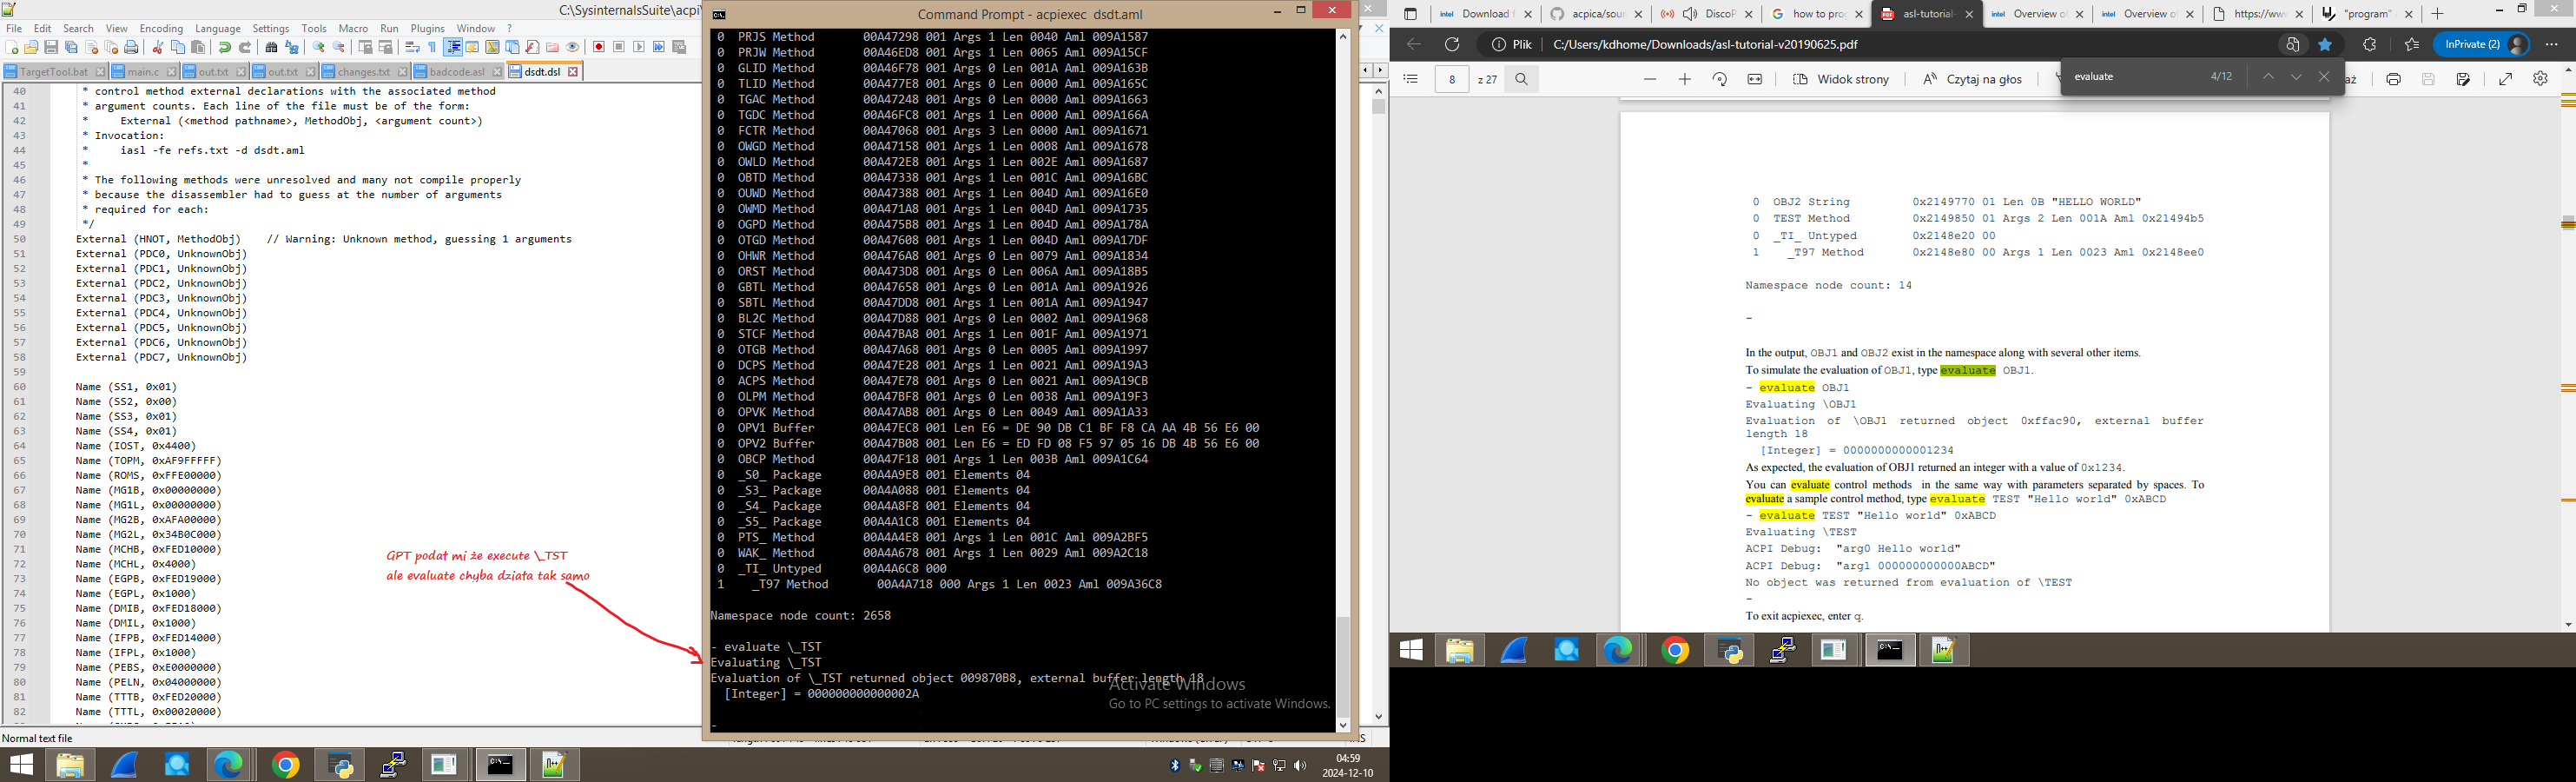 C:\SysinternalsSuite\acpi
File Edit Search View Encoding Language Settings Tools Macro Run Plugins Window ?
TargetTool.bat main.c out.txt out.txt changes.txt badcode.asl dsdt.dsl
40 * control method external declarations with the associated method
41 * argument counts. Each line of the file must be of the form:
42 * External (<method pathname>, MethodObj, <argument count>)
43 * Invocation:
44 * iasl -fe refs.txt -d dsdt.aml
45 *
46 * The following methods were unresolved and many not compile properly
47 * because the disassembler had to guess at the number of arguments
48 * required for each:
49 */
50 External (HNOT, MethodObj) // Warning: Unknown method, guessing 1 arguments
51 External (PDC0, UnknownObj)
52 External (PDC1, UnknownObj)
53 External (PDC2, UnknownObj)
54 External (PDC3, UnknownObj)
55 External (PDC4, UnknownObj)
56 External (PDC5, UnknownObj)
57 External (PDC6, UnknownObj)
58 External (PDC7, UnknownObj)
59
60 Name (SS1, 0x01)
61 Name (SS2, 0x00)
62 Name (SS3, 0x01)
63 Name (SS4, 0x01)
64 Name (IOST, 0x4400)
65 Name (TOPM, 0xAF9FFFFF)
66 Name (ROMS, 0xFFE00000)
67 Name (MG1B, 0x00000000)
68 Name (MG1L, 0x00000000)
69 Name (MG2B, 0xAFA00000)
70 Name (MG2L, 0x34B0C000)
71 Name (MCHB, 0xFED10000)
72 Name (MCHL, 0x4000)
73 Name (EGPB, 0xFED19000)
74 Name (EGPL, 0x1000)
75 Name (DMIB, 0xFED18000)
76 Name (DMIL, 0x1000)
77 Name (IFPB, 0xFED14000)
78 Name (IFPL, 0x1000)
79 Name (PEBS, 0xE0000000)
80 Name (PELN, 0x04000000)
81 Name (TTTB, 0xFED20000)
82 Name (TTTL, 0x00020000)
GPT podał mi że execute \_TST
ale evaluate chyba działa tak samo
Normal text file
Command Prompt - acpiexec dsdt.aml
0 PRJS Method 00A47298 001 Args 1 Len 0040 Aml 009A1587
0 PRJW Method 00A46ED8 001 Args 1 Len 0065 Aml 009A15CF
0 GLID Method 00A46F78 001 Args 0 Len 001A Aml 009A163B
0 TLID Method 00A477E8 001 Args 0 Len 0000 Aml 009A165C
0 TGAC Method 00A47248 001 Args 0 Len 0000 Aml 009A1663
0 TGDC Method 00A46FC8 001 Args 1 Len 0000 Aml 009A166A
0 FCTR Method 00A47068 001 Args 3 Len 0000 Aml 009A1671
0 OWGD Method 00A47158 001 Args 1 Len 0008 Aml 009A1678
0 OWLD Method 00A472E8 001 Args 1 Len 002E Aml 009A1687
0 OBTD Method 00A47338 001 Args 1 Len 001C Aml 009A16BC
0 OUWD Method 00A47388 001 Args 1 Len 004D Aml 009A16E0
0 OWMD Method 00A471A8 001 Args 1 Len 004D Aml 009A1735
0 OGPD Method 00A475B8 001 Args 1 Len 004D Aml 009A178A
0 OTGD Method 00A47608 001 Args 1 Len 004D Aml 009A17DF
0 OHWR Method 00A476A8 001 Args 0 Len 0079 Aml 009A1834
0 ORST Method 00A473D8 001 Args 0 Len 006A Aml 009A18B5
0 GBTL Method 00A47658 001 Args 0 Len 001A Aml 009A1926
0 SBTL Method 00A47DD8 001 Args 1 Len 001A Aml 009A1947
0 BL2C Method 00A47D88 001 Args 0 Len 0002 Aml 009A1968
0 STCF Method 00A47BA8 001 Args 1 Len 001F Aml 009A1971
0 OTGB Method 00A47A68 001 Args 0 Len 0005 Aml 009A1997
0 DCPS Method 00A47E28 001 Args 1 Len 0021 Aml 009A19A3
0 ACPS Method 00A47E78 001 Args 0 Len 0021 Aml 009A19CB
0 OLPM Method 00A47BF8 001 Args 0 Len 0038 Aml 009A19F3
0 OPVK Method 00A47AB8 001 Args 0 Len 0049 Aml 009A1A33
0 OPV1 Buffer 00A47EC8 001 Len E6 = DE 90 DB C1 BF F8 CA AA 4B 56 E6 00
0 OPV2 Buffer 00A47B08 001 Len E6 = ED FD 08 F5 97 05 16 DB 4B 56 E6 00
0 OBCP Method 00A47F18 001 Args 1 Len 003B Aml 009A1C64
0 _S0_ Package 00A4A9E8 001 Elements 04
0 _S3_ Package 00A4A088 001 Elements 04
0 _S4_ Package 00A4A8F8 001 Elements 04
0 _S5_ Package 00A4A1C8 001 Elements 04
0 PTS_ Method 00A4A4E8 001 Args 1 Len 001C Aml 009A2BF5
0 WAK_ Method 00A4A678 001 Args 1 Len 0029 Aml 009A2C18
0 _TI_ Untyped 00A4A6C8 000
1 _T97 Method 00A4A718 000 Args 1 Len 0023 Aml 009A36C8
Namespace node count: 2658
- evaluate \_TST
Evaluating \_TST
Evaluation of \_TST returned object 009870B8, external buffer length 18
[Integer] = 000000000000002A
-
Activate Windows
Go to PC settings to activate Windows.
04:59
2024-12-10
Download DiscoP how to pro asl-tutorial- Overview o Overview of https://ww "program"
Plik C:/Users/kdhome/Downloads/asl-tutorial-v20190625.pdf InPrivate (2)
8 z 27 Widok strony Czytaj na głos
evaluate 4/12
0 OBJ2 String 0x2149770 01 Len 0B "HELLO WORLD"
0 TEST Method 0x2149850 01 Args 2 Len 001A Aml 0x21494b5
0 _TI_ Untyped 0x2148e20 00
1 _T97 Method 0x2148e80 00 Args 1 Len 0023 Aml 0x2148ee0
Namespace node count: 14
-
In the output, OBJ1 and OBJ2 exist in the namespace along with several other items.
To simulate the evaluation of OBJ1, type evaluate OBJ1.
- evaluate OBJ1
Evaluating \OBJ1
Evaluation of \OBJ1 returned object 0xffac90, external buffer
length 18
[Integer] = 0000000000001234
As expected, the evaluation of OBJ1 returned an integer with a value of 0x1234.
You can evaluate control methods in the same way with parameters separated by spaces. To
evaluate a sample control method, type evaluate TEST "Hello world" 0xABCD
- evaluate TEST "Hello world" 0xABCD
Evaluating \TEST
ACPI Debug: "arg0 Hello world"
ACPI Debug: "arg1 000000000000ABCD"
No object was returned from evaluation of \TEST
-
To exit acpiexec, enter q.